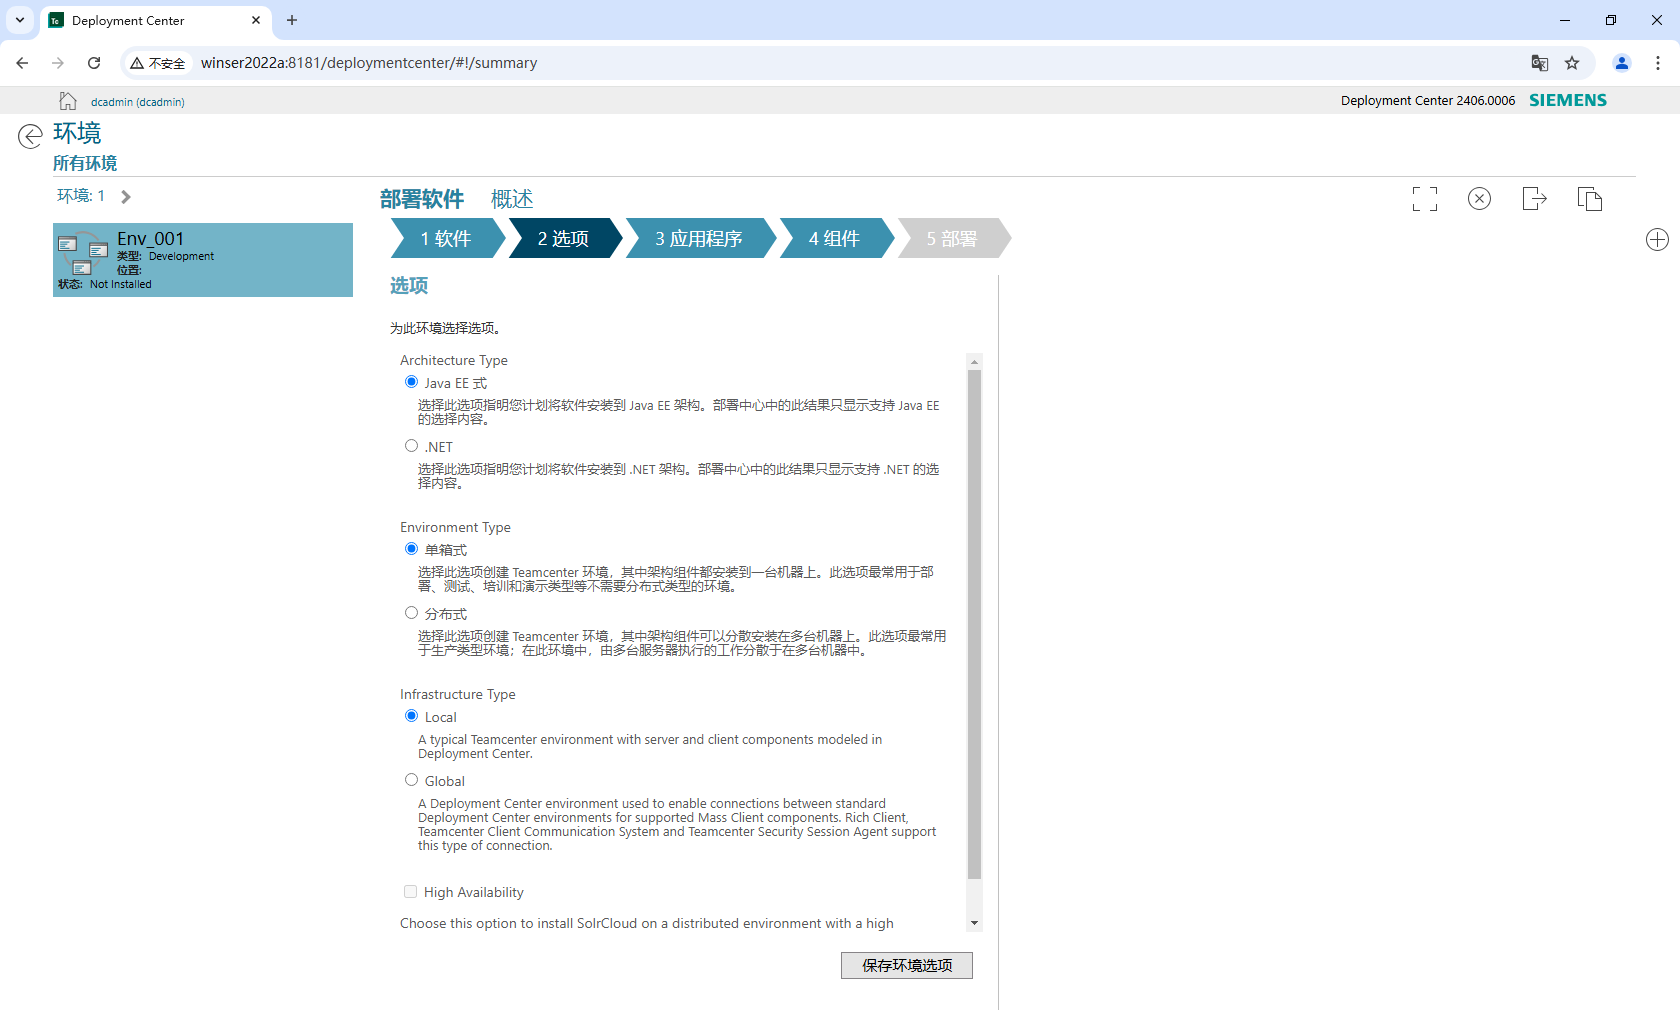 Deployment Center
不安全
winser2022a:8181/deploymentcenter/#!/summary
dcadmin (dcadmin)
Deployment Center 2406.0006
SIEMENS
环境
所有环境
环境: 1
Env_001
类型: Development
位置:
状态: Not Installed
部署软件 概述
1 软件
2 选项
3 应用程序
4 组件
5 部署
选项
为此环境选择选项。
Architecture Type
Java EE 式
选择此选项指明您计划将软件安装到 Java EE 架构。部署中心中的此结果只显示支持 Java EE
的选择内容。
.NET
选择此选项指明您计划将软件安装到 .NET 架构。部署中心中的此结果只显示支持 .NET 的选
择内容。
Environment Type
单箱式
选择此选项创建 Teamcenter 环境，其中架构组件都安装到一台机器上。此选项最常用于部
署、测试、培训和演示类型等不需要分布式类型的环境。
分布式
选择此选项创建 Teamcenter 环境，其中架构组件可以分散安装在多台机器上。此选项最常用
于生产类型环境；在此环境中，由多台服务器执行的工作分散于在多台机器中。
Infrastructure Type
Local
A typical Teamcenter environment with server and client components modeled in
Deployment Center.
Global
A Deployment Center environment used to enable connections between standard
Deployment Center environments for supported Mass Client components. Rich Client,
Teamcenter Client Communication System and Teamcenter Security Session Agent support
this type of connection.
High Availability
Choose this option to install SolrCloud on a distributed environment with a high
保存环境选项